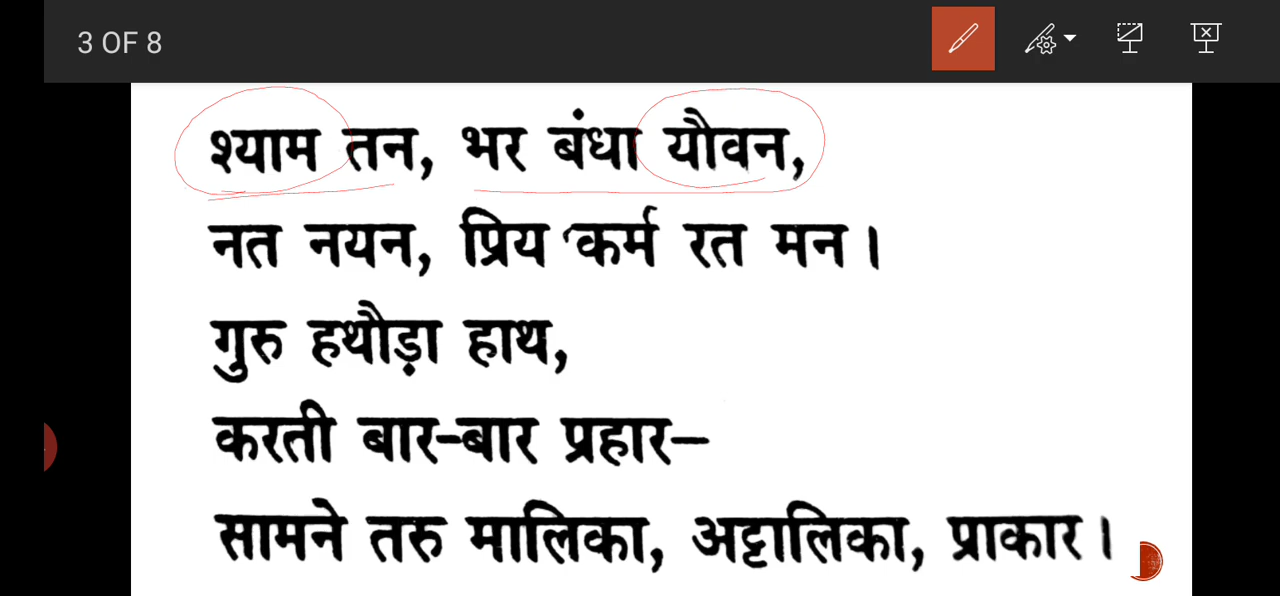 3 OF 8
श्याम तन, भर बंधा यौवन,
नत नयन, प्रिय कर्म रत मन।
गुरु हथौड़ा हाथ,
करती बार-बार प्रहार—
सामने तरु मालिका, अट्टालिका, प्राकार।